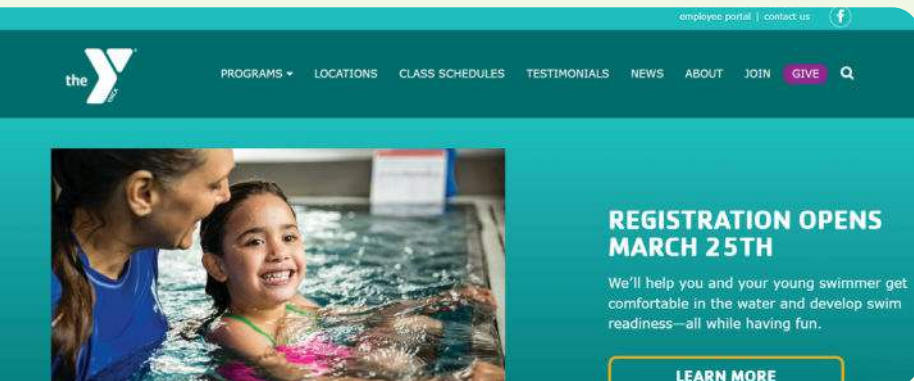 employee portal | contact us
the Y
YMCA
PROGRAMS LOCATIONS CLASS SCHEDULES TESTIMONIALS NEWS ABOUT JOIN GIVE
REGISTRATION OPENS
MARCH 25TH
We'll help you and your young swimmer get
comfortable in the water and develop swim
readiness—all while having fun.
LEARN MORE